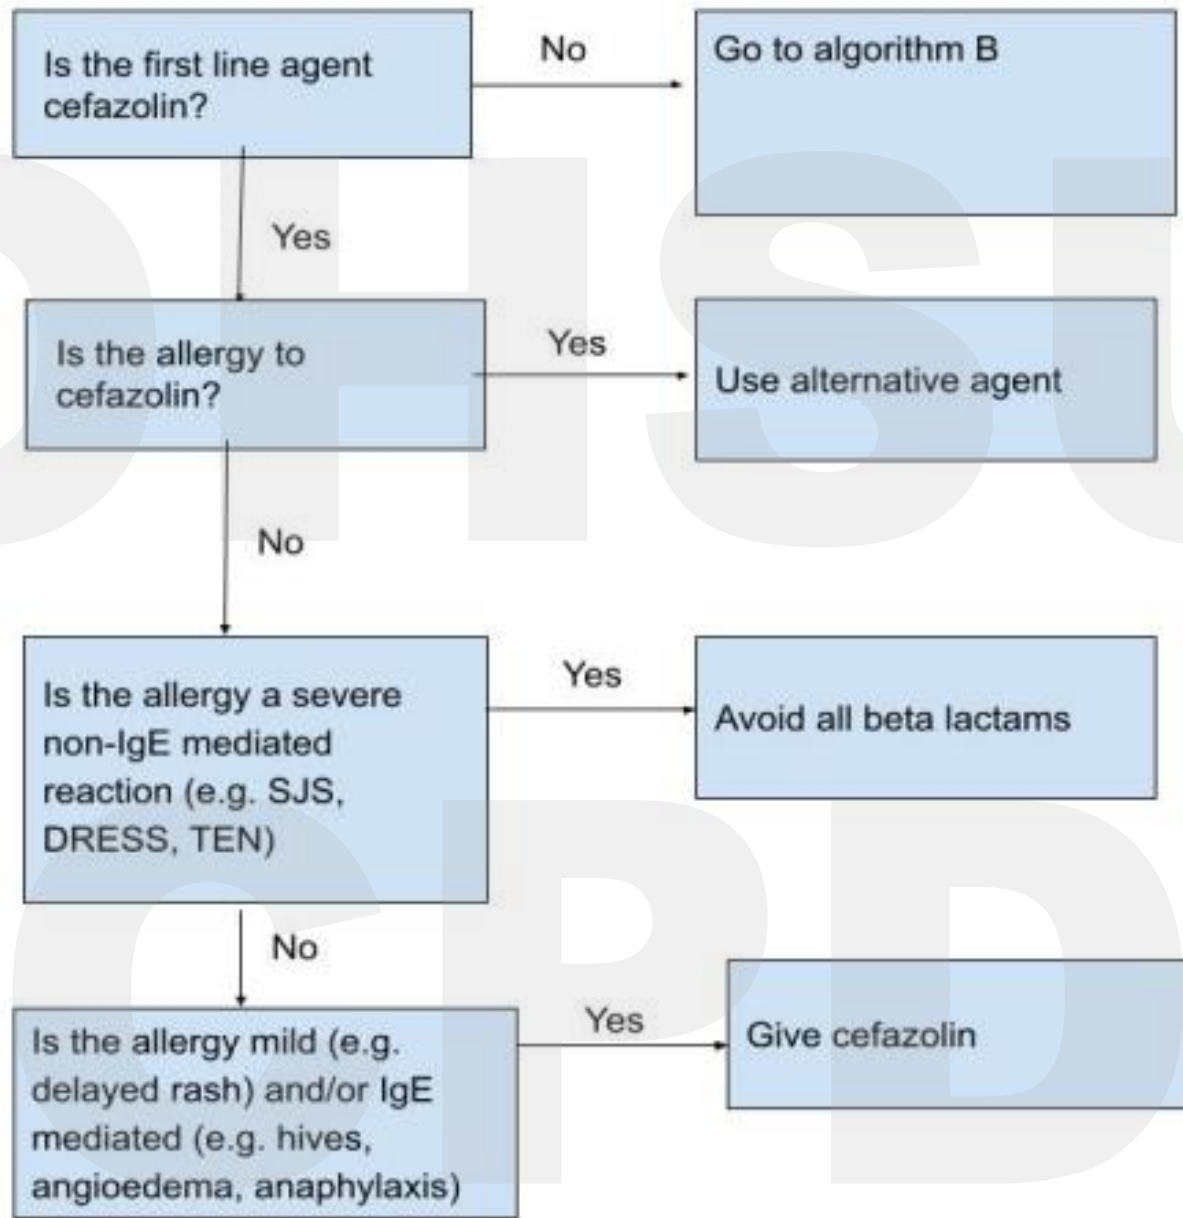 Is the first line agent
cefazolin?
No
Go to algorithm B
Yes
Is the allergy to
cefazolin?
Yes
Use alternative agent
No
Is the allergy a severe
non-IgE mediated
reaction (e.g. SJS,
DRESS, TEN)
Yes
Avoid all beta lactams
No
Is the allergy mild (e.g.
delayed rash) and/or IgE
mediated (e.g. hives,
angioedema, anaphylaxis)
Yes
Give cefazolin
OHSU
CPD